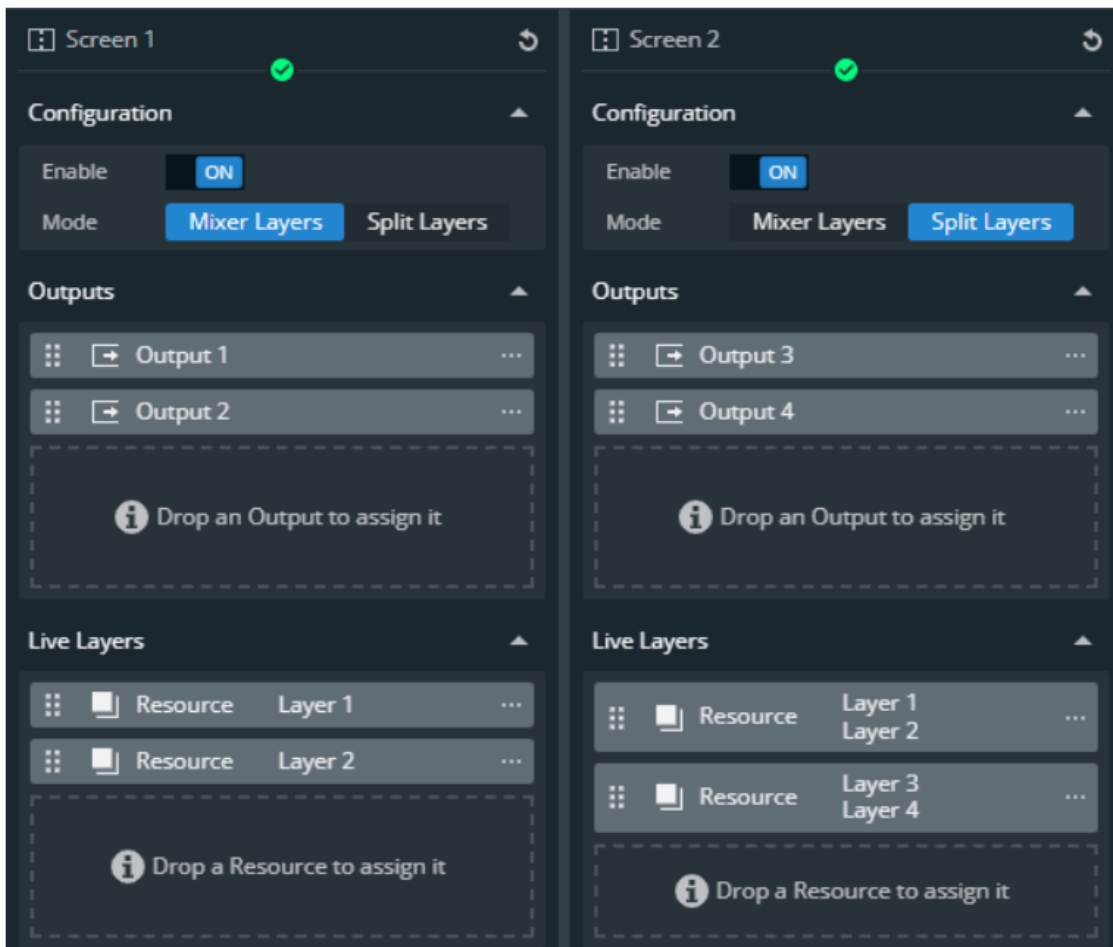 Screen 1
Configuration
Enable ON
Mode Mixer Layers Split Layers
Outputs
Output 1
Output 2
Drop an Output to assign it
Live Layers
Resource Layer 1
Resource Layer 2
Drop a Resource to assign it
Screen 2
Configuration
Enable ON
Mode Mixer Layers Split Layers
Outputs
Output 3
Output 4
Drop an Output to assign it
Live Layers
Resource Layer 1
Layer 2
Resource Layer 3
Layer 4
Drop a Resource to assign it